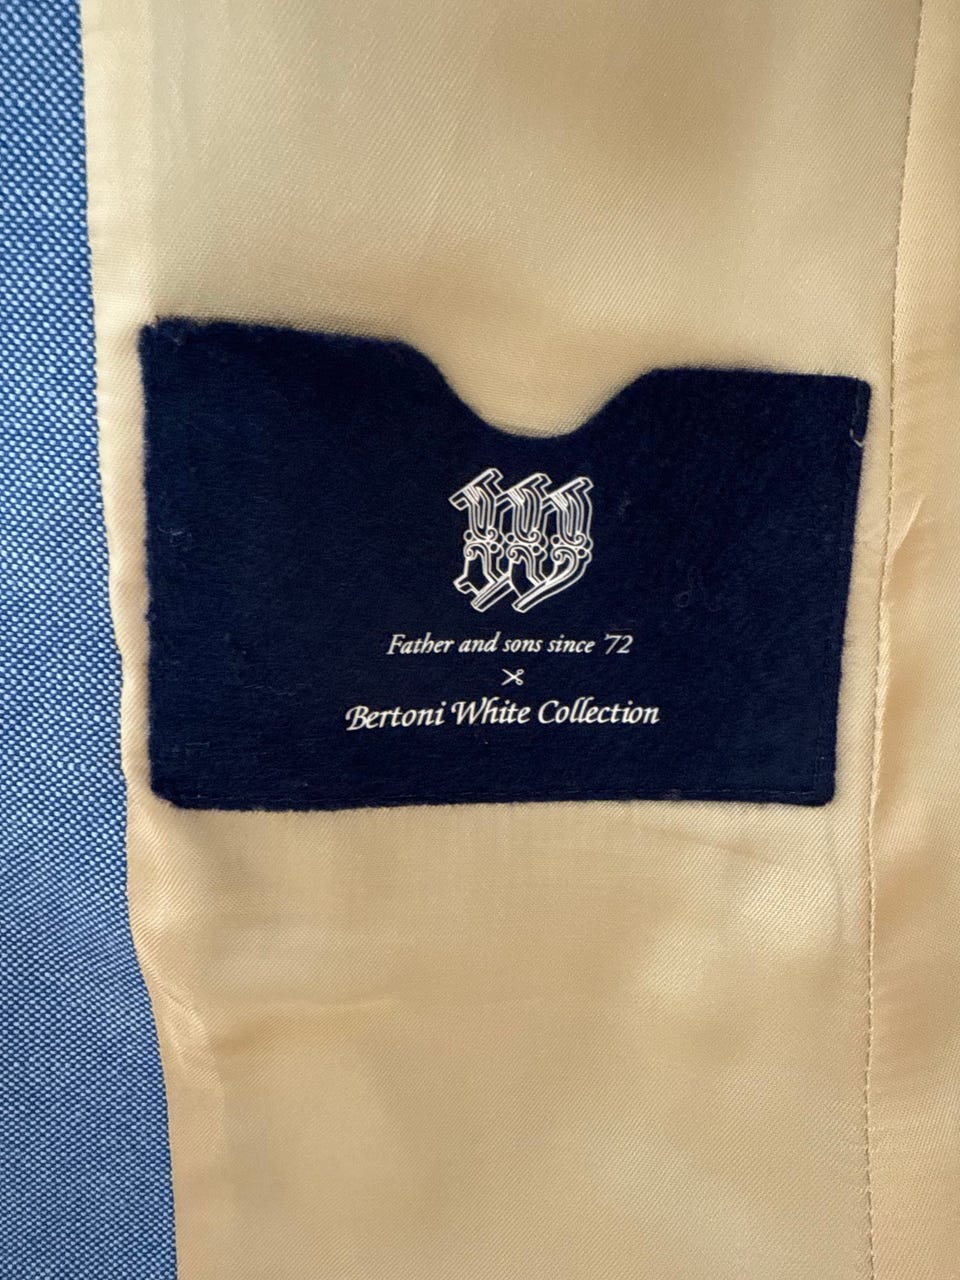 W
Father and sons since '72
Bertoni White Collection